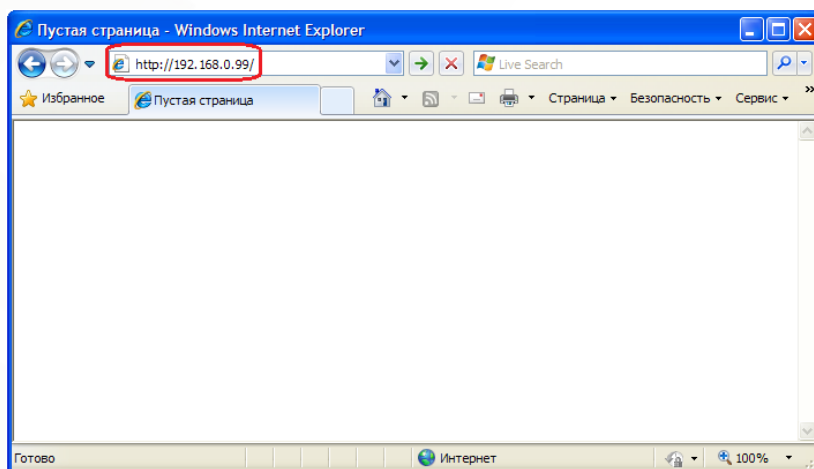 Пустая страница - Windows Internet Explorer
http://192.168.0.99/ Live Search
Избранное Пустая страница Страница Безопасность Сервис »
Готово Интернет 100%